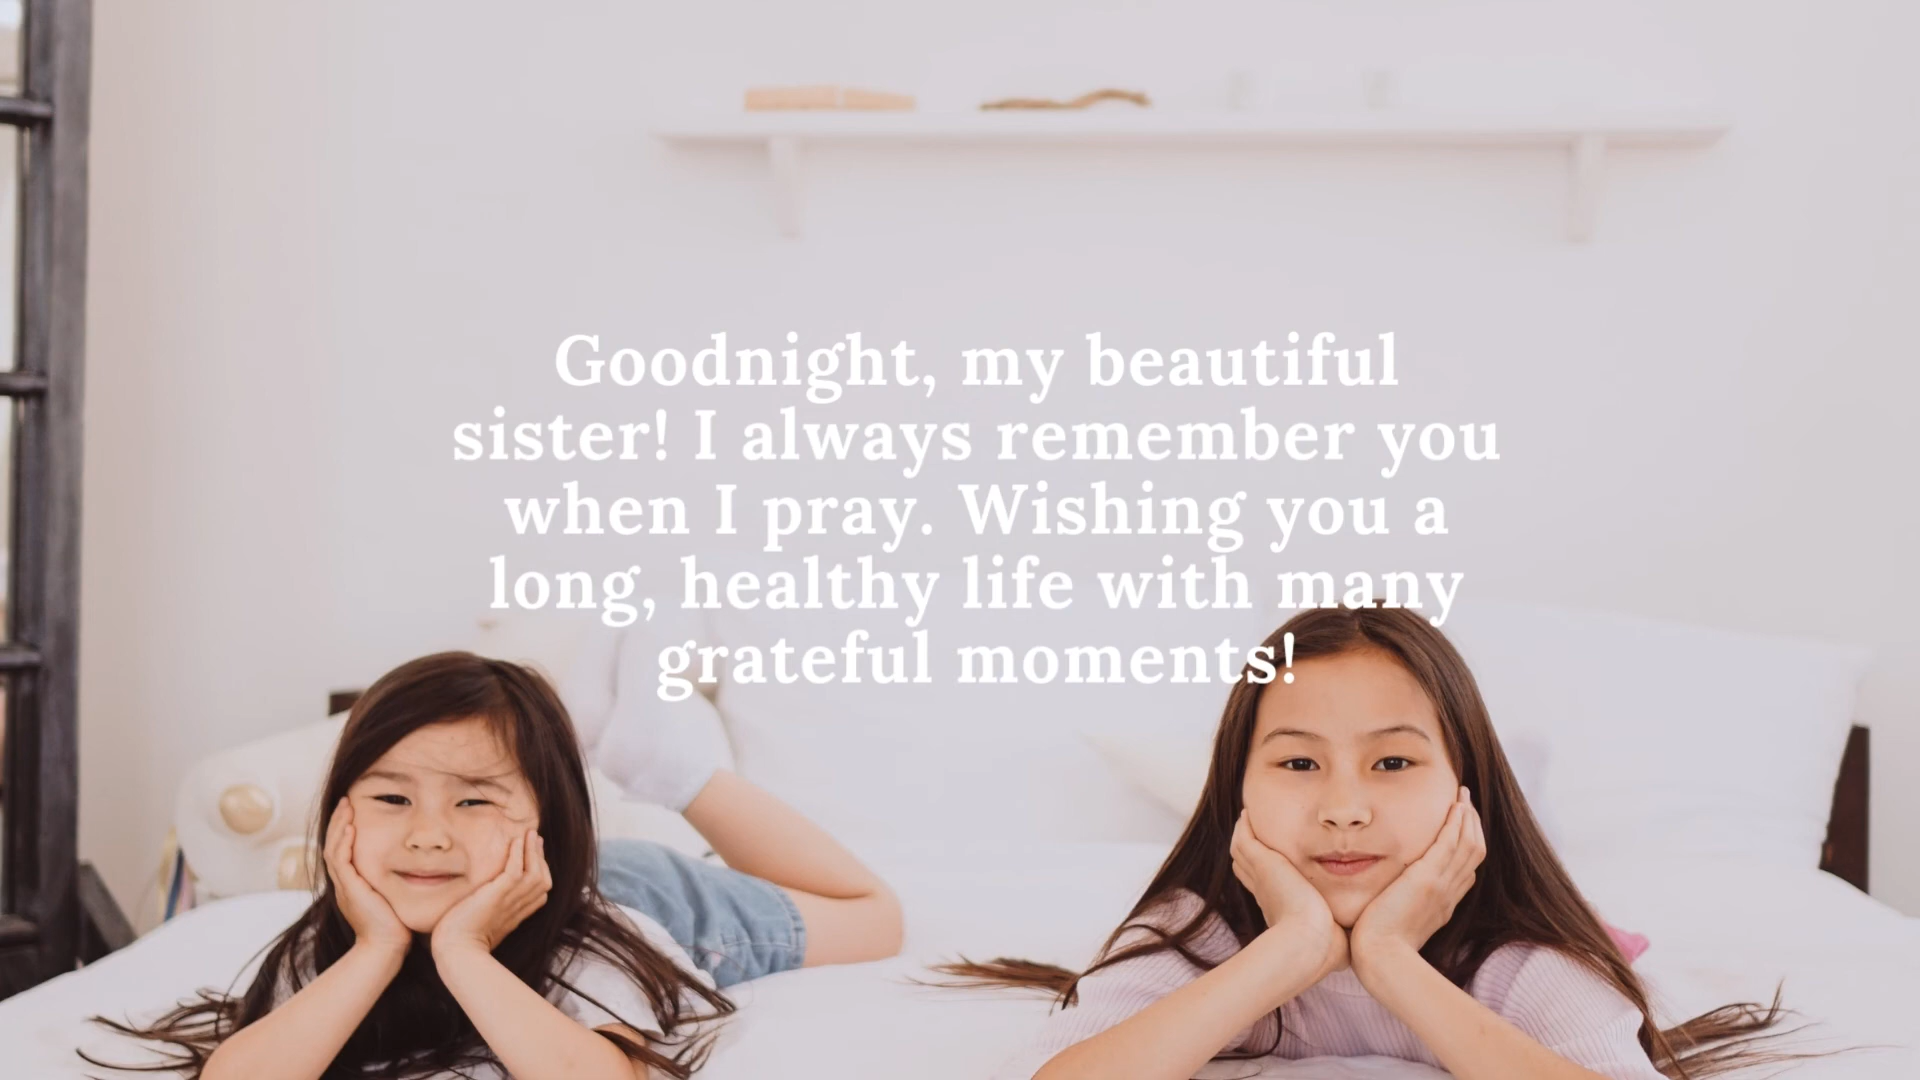 Goodnight, my beautiful
sister! I always remember you
when I pray. Wishing you a
long, healthy life with many
grateful moments!